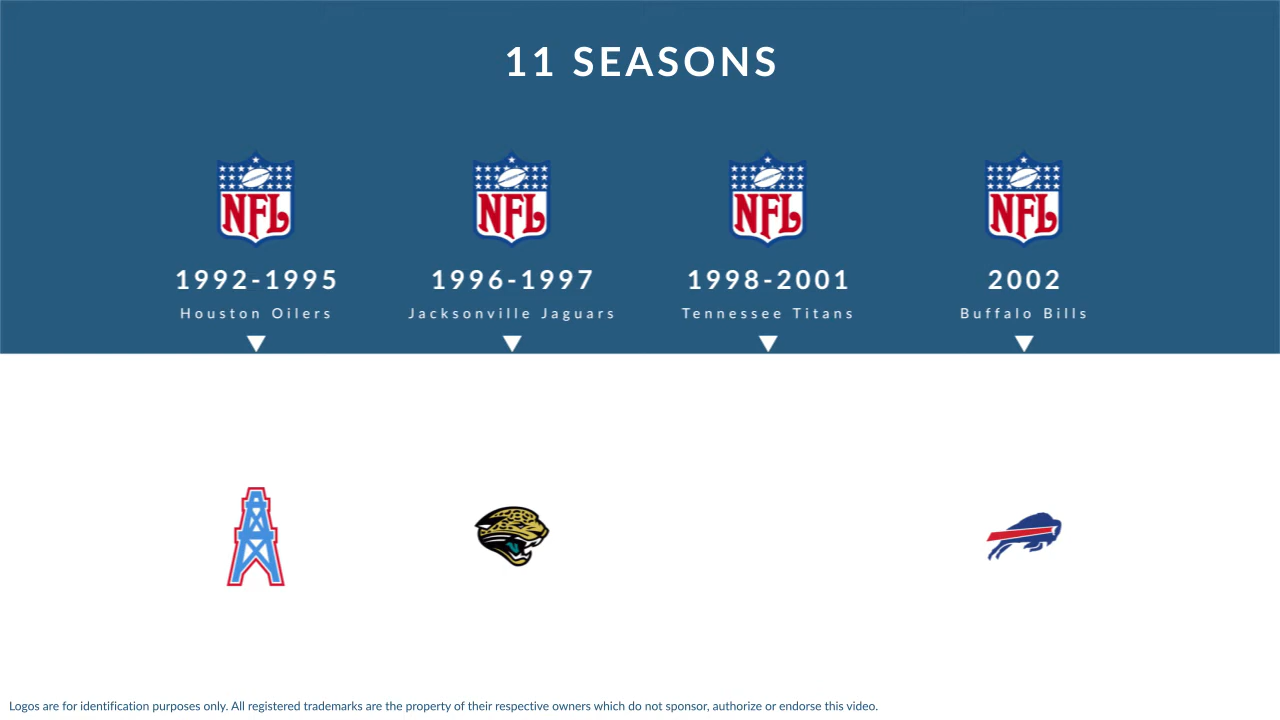 11 SEASONS
NFL NFL NFL NFL
1992-1995 1996-1997 1998-2001 2002
Houston Oilers Jacksonville Jaguars Tennessee Titans Buffalo Bills
Logos are for identification purposes only. All registered trademarks are the property of their respective owners which do not sponsor, authorize or endorse this video.